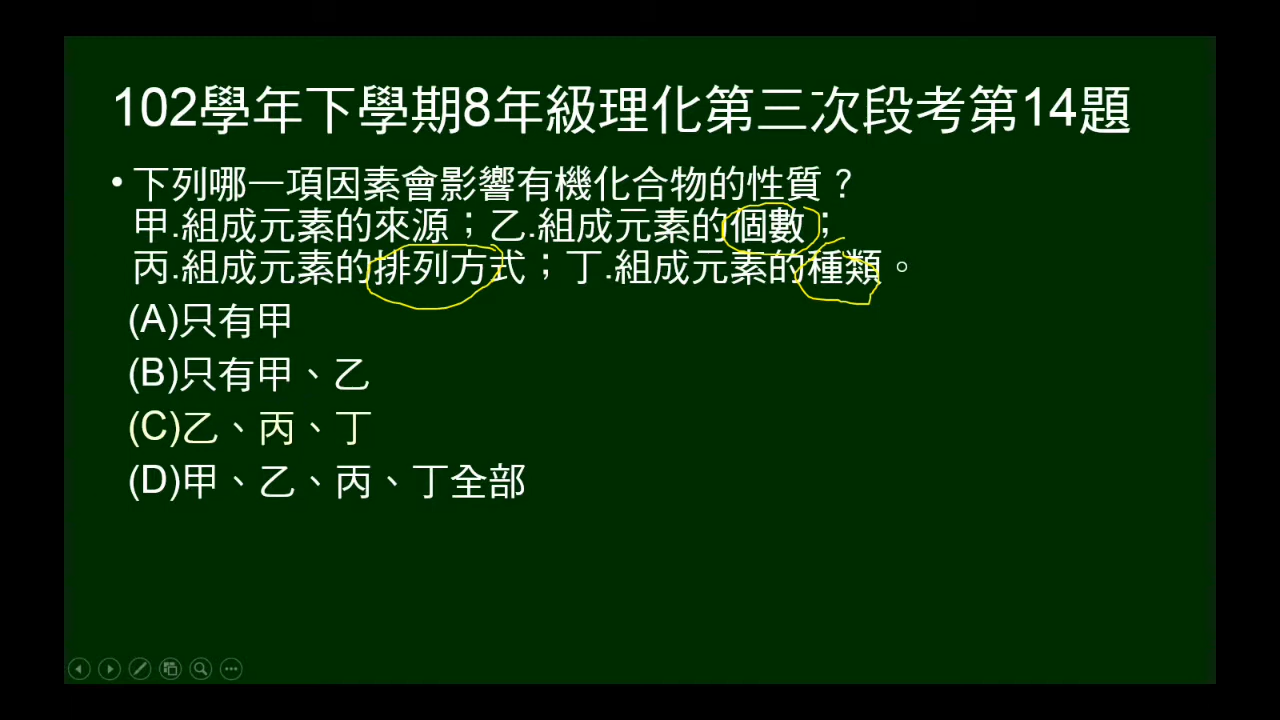 102學年下學期8年級理化第三次段考第14題
•下列哪一項因素會影響有機化合物的性質？
甲.組成元素的來源；乙.組成元素的個數；
丙.組成元素的排列方式；丁.組成元素的種類。
(A)只有甲
(B)只有甲、乙
(C)乙、丙、丁
(D)甲、乙、丙、丁全部